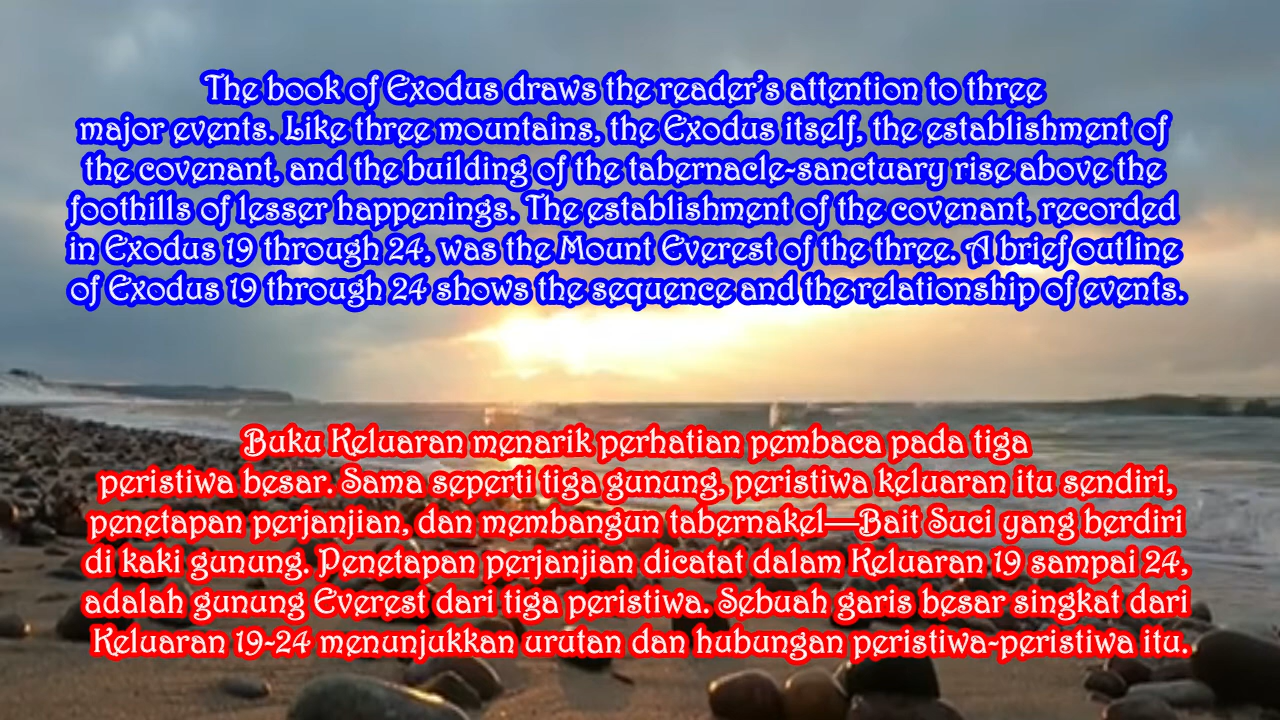 The book of Exodus draws the reader’s attention to three
major events. Like three mountains, the Exodus itself, the establishment of
the covenant, and the building of the tabernacle-sanctuary rise above the
foothills of lesser happenings. The establishment of the covenant, recorded
in Exodus 19 through 24, was the Mount Everest of the three. A brief outline
of Exodus 19 through 24 shows the sequence and the relationship of events.
Buku Keluaran menarik perhatian pembaca pada tiga
peristiwa besar. Sama seperti tiga gunung, peristiwa keluaran itu sendiri,
penetapan perjanjian, dan membangun tabernakel—Bait Suci yang berdiri
di kaki gunung. Penetapan perjanjian dicatat dalam Keluaran 19 sampai 24,
adalah gunung Everest dari tiga peristiwa. Sebuah garis besar singkat dari
Keluaran 19-24 menunjukkan urutan dan hubungan peristiwa-peristiwa itu.